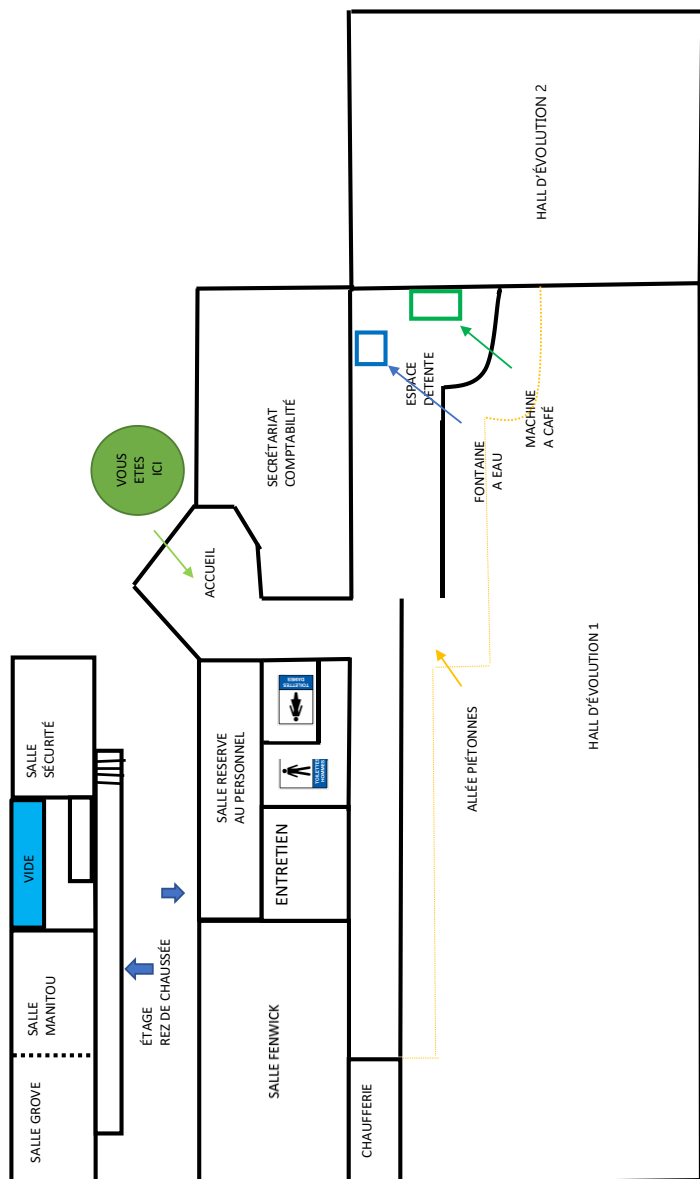 SALLE GROVE
SALLE
MANITOU
VIDE
SALLE
SÉCURITÉ
ÉTAGE
REZ DE CHAUSSÉE
VOUS
ETES
ICI
ACCUEIL
SALLE FENWICK
SALLE RESERVE
AU PERSONNEL
ENTRETIEN
TOILETTES
HOMMES
TOILETTES
DAMES
SECRÉTARIAT
COMPTABILITÉ
CHAUFFERIE
ESPACE
DÉTENTE
FONTAINE
A EAU
MACHINE
A CAFÉ
ALLÉE PIÉTONNES
HALL D'ÉVOLUTION 1
HALL D'ÉVOLUTION 2